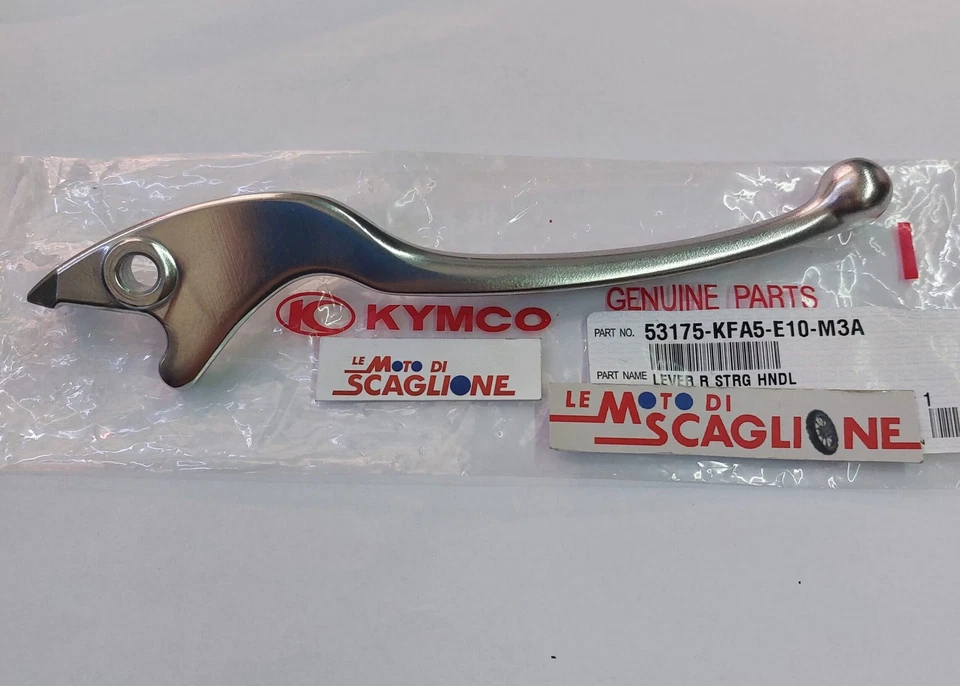 KYMCO
GENUINE PARTS
PART NO. 53175-KFA5-E10-M3A
PART NAME LEVER R STRG HNDL
1
LE MOTO DI
SCAGLIONE
LE MOTO DI
SCAGLIONE